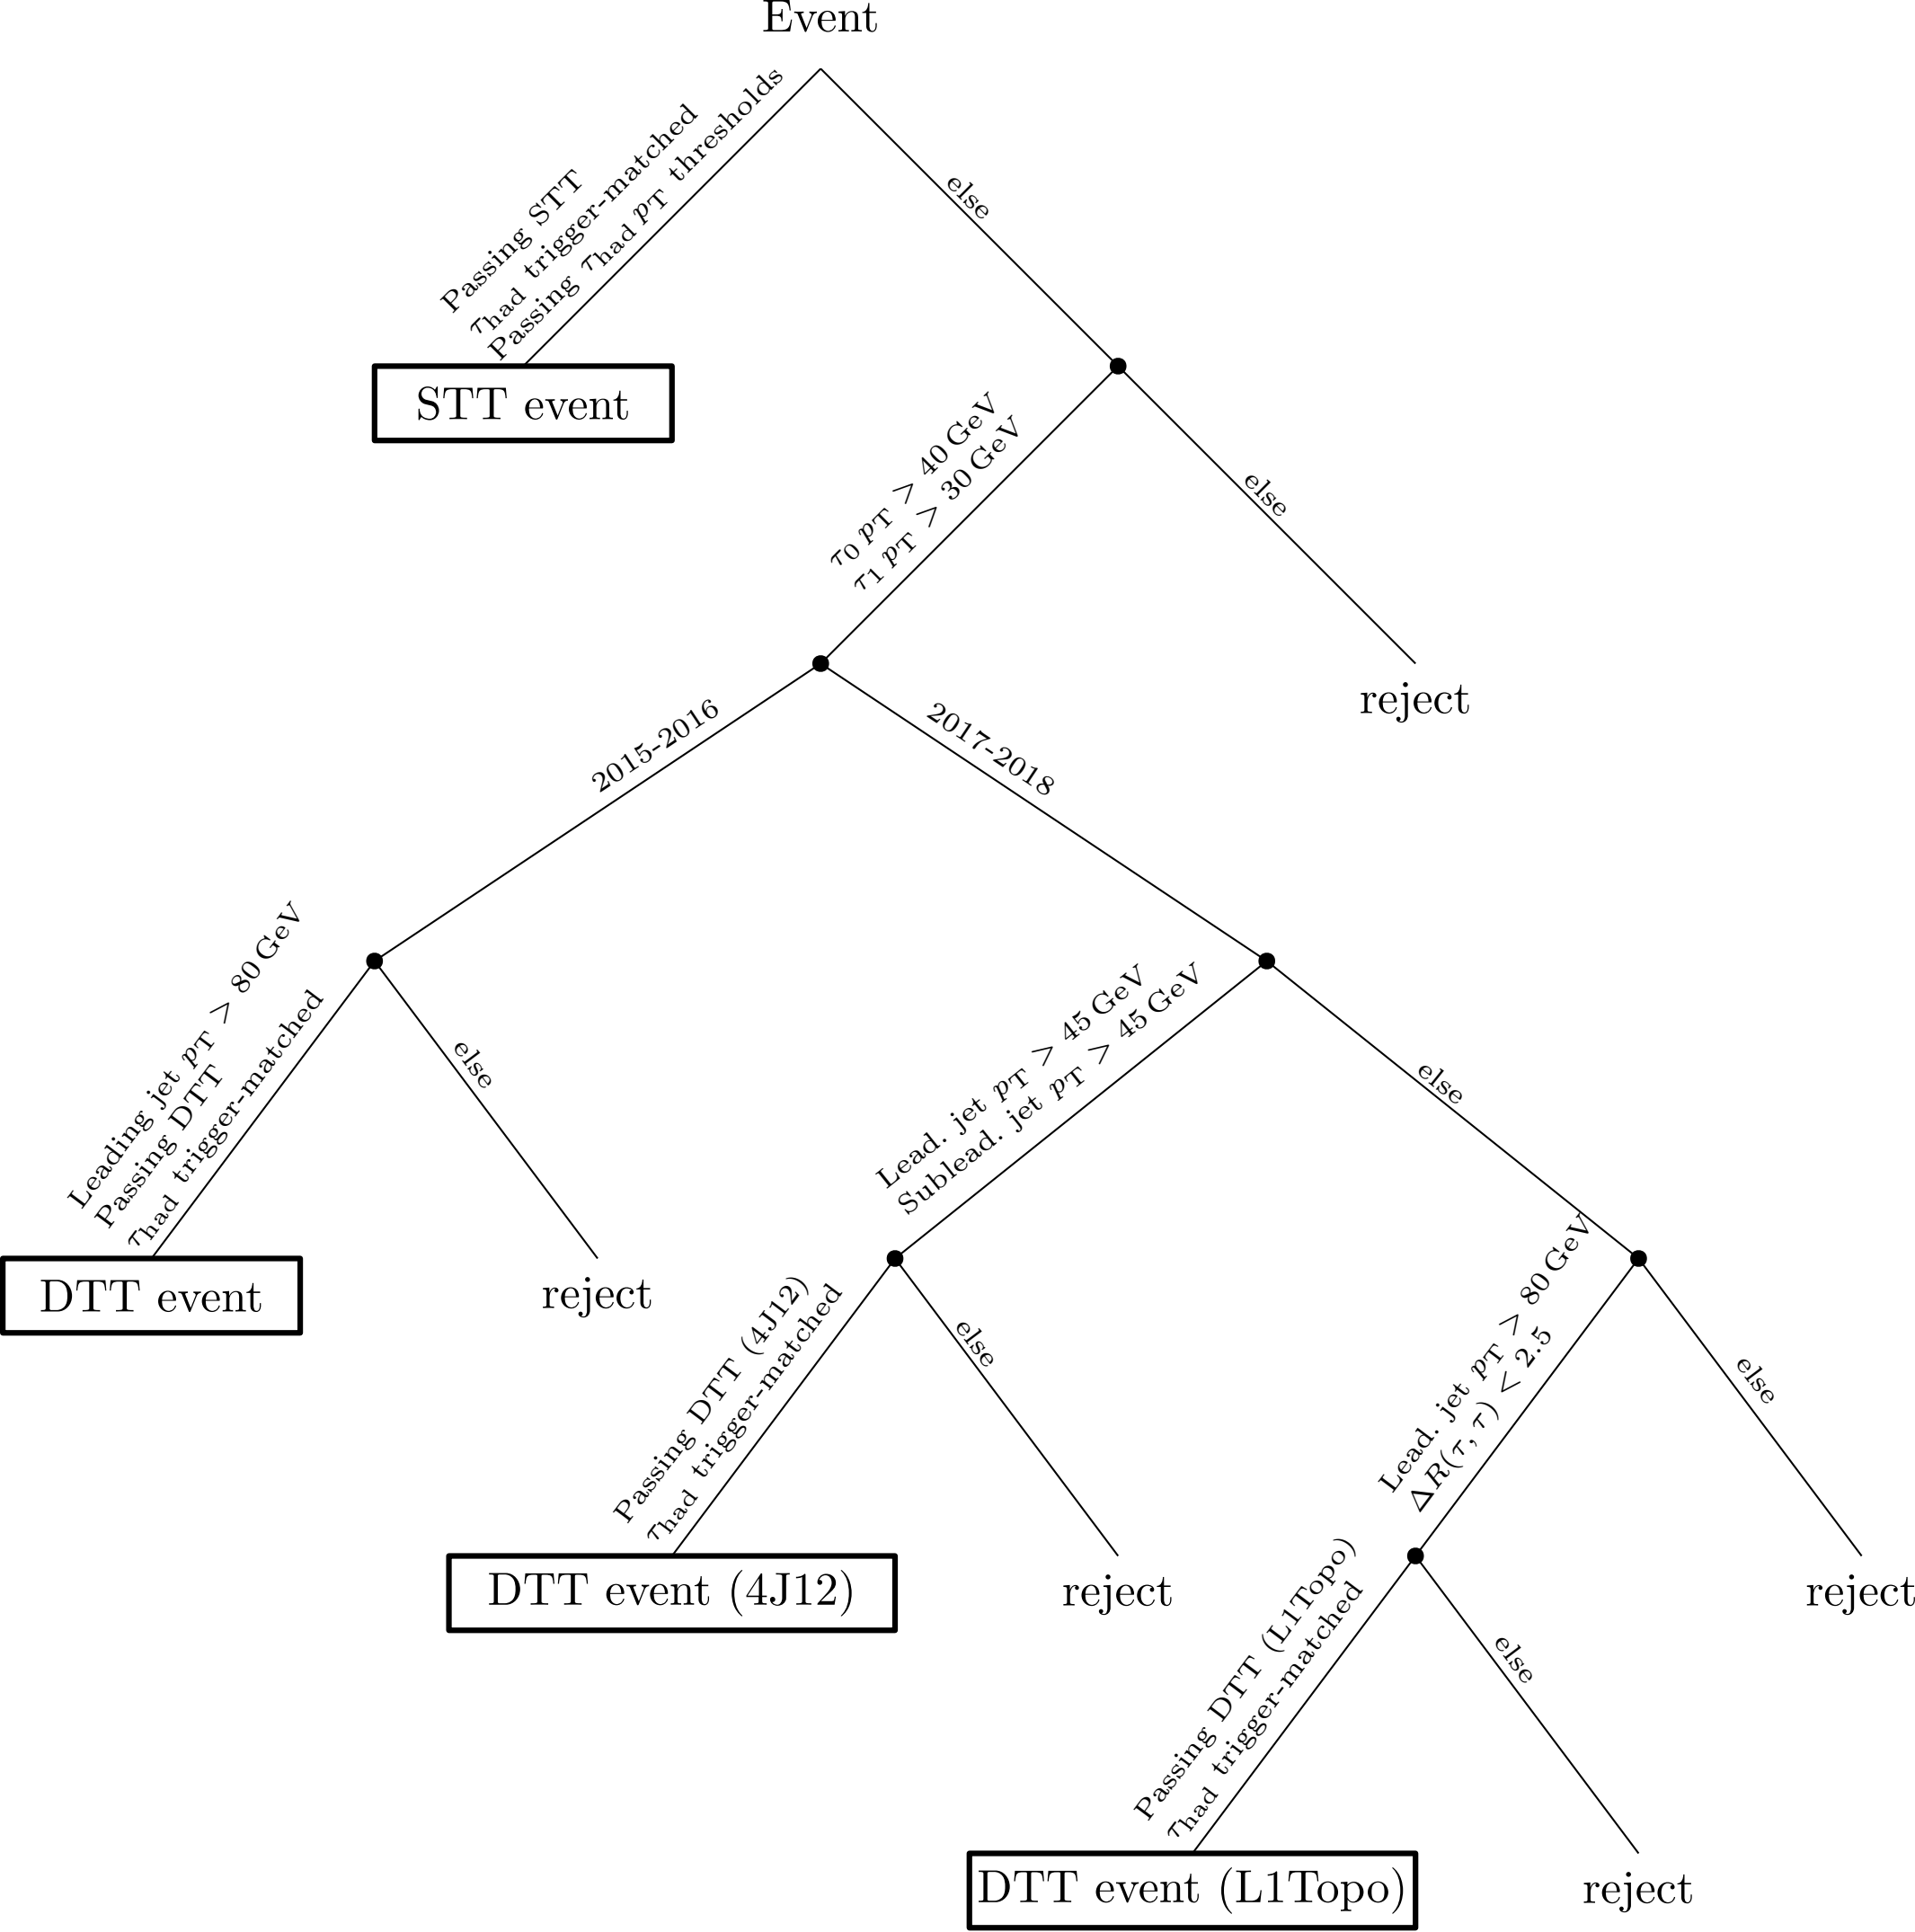 Event
Passing STT
τhad trigger-matched
Passing τhad pT thresholds
else
STT event
τ0 pT > 40 GeV
τ1 pT > 30 GeV
else
reject
2015-2016
2017-2018
Leading jet pT > 80 GeV
Passing DTT
τhad trigger-matched
else
Lead. jet pT > 45 GeV
Sublead. jet pT > 45 GeV
else
DTT event
reject
Passing DTT (4J12)
τhad trigger-matched
else
Lead. jet pT > 80 GeV
ΔR(τ, τ) < 2.5
else
DTT event (4J12)
reject
reject
Passing DTT (L1Topo)
τhad trigger-matched
else
DTT event (L1Topo)
reject